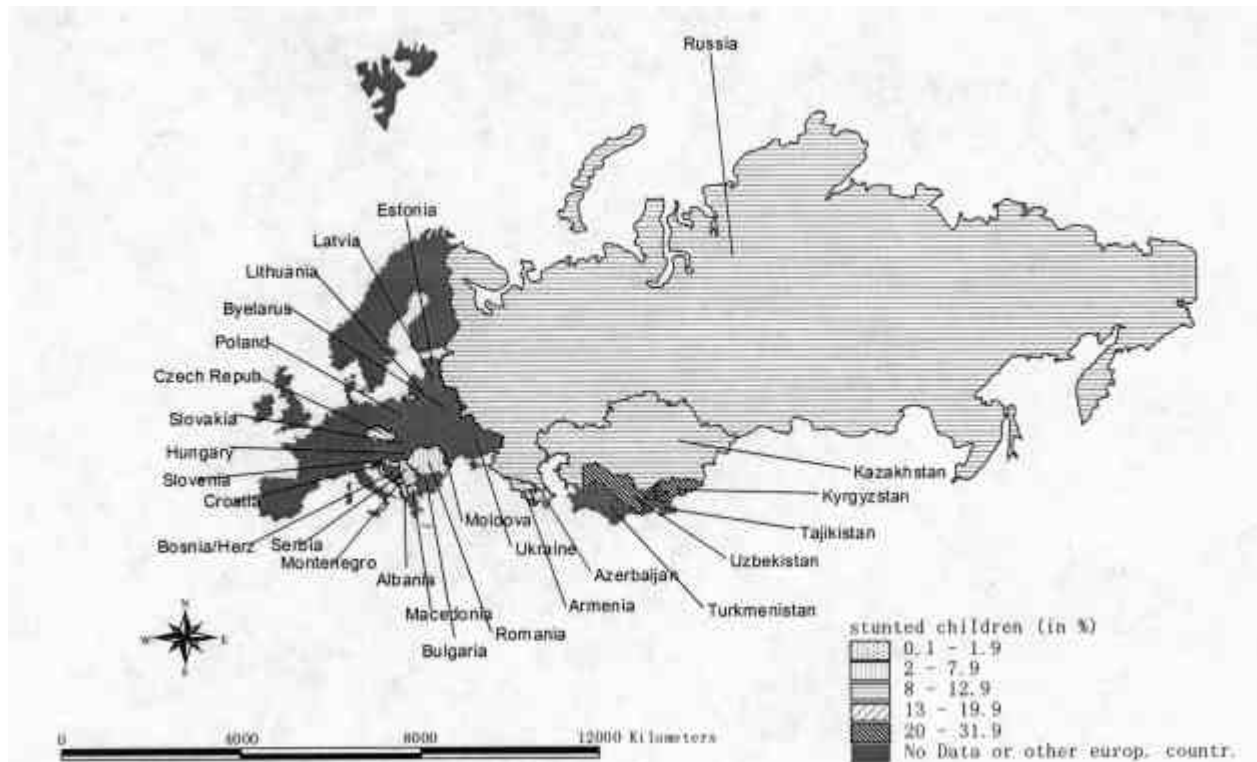 Russia
Estonia
Latvia
Lithuania
Byelarus
Poland
Czech Repub
Slovakia
Hungary
Slovenia
Croatia
Bosnia/Herz
Serbia
Montenegro
Albania
Macedonia
Bulgaria
Romania
Moldova
Ukraine
Azerbaijan
Armenia
Kazakhstan
Kyrgyzstan
Tajikistan
Uzbekistan
Turkmenistan
N
W E
S
stunted children (in %)
0.1 - 1.9
2 - 7.9
8 - 12.9
13 - 19.9
20 - 31.9
No Data or other europ. countr.
0 4000 8000 12000 Kilometers